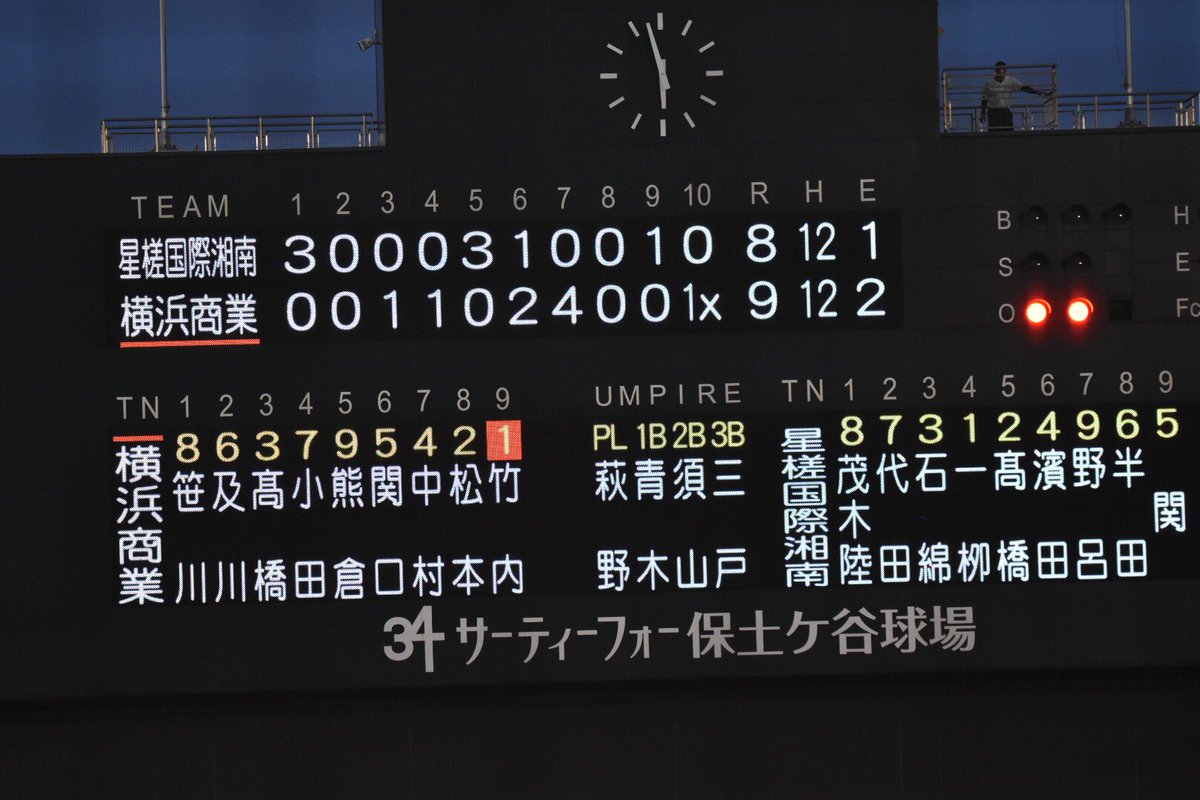 TEAM 1 2 3 4 5 6 7 8 9 10 R H E
星槎国際湘南 3 0 0 0 3 1 0 0 1 0 8 12 1
横浜商業 0 0 1 1 0 2 4 0 0 1x 9 12 2
B H
S E
O Fc
TN 1 2 3 4 5 6 7 8 9
横浜商業 8 6 3 7 9 5 4 2 1
笹川 及川 髙橋 小田 熊倉 関口 中村 松本 竹内
UMPIRE
PL 1B 2B 3B
萩野 青木 須山 三戸
TN 1 2 3 4 5 6 7 8 9
星槎国際湘南 8 7 3 1 2 4 9 6 5
茂木陸 代田 石綿 一栁 髙橋 濱田 野呂 半田 関
34 サーティーフォー保土ケ谷球場